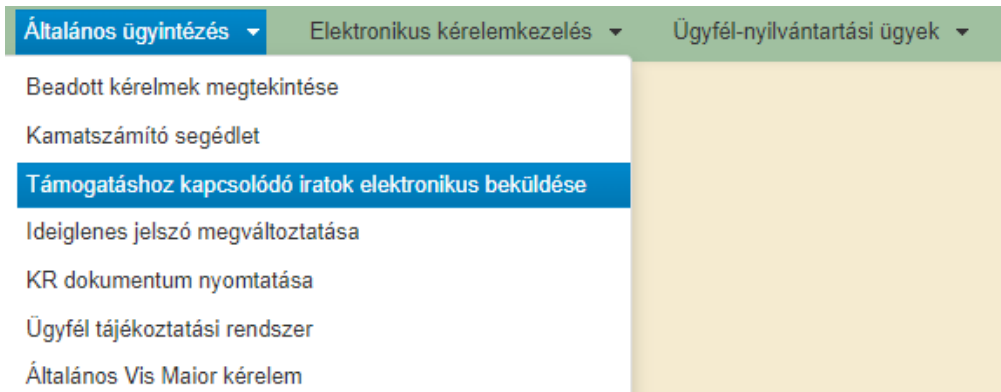 Általános ügyintézés Elektronikus kérelemkezelés Ügyfél-nyilvántartási ügyek
Beadott kérelmek megtekintése
Kamatszámító segédlet
Támogatáshoz kapcsolódó iratok elektronikus beküldése
Ideiglenes jelszó megváltoztatása
KR dokumentum nyomtatása
Ügyfél tájékoztatási rendszer
Általános Vis Maior kérelem